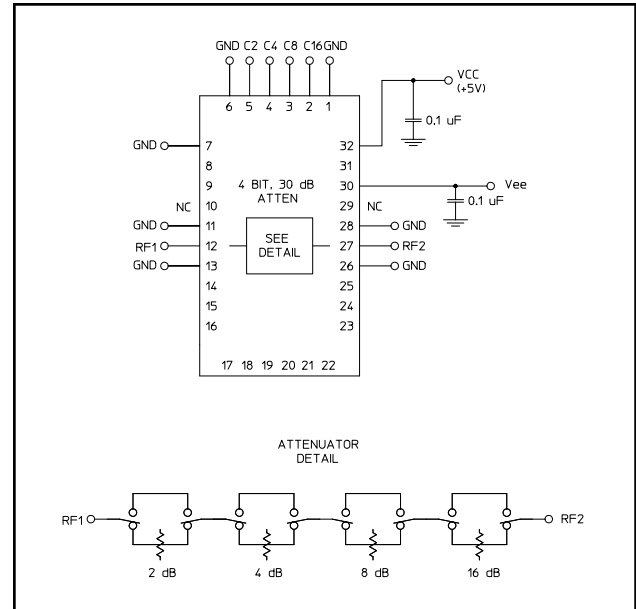 GND C2 C4 C8 C16 GND
VCC
(+5V)
6 5 4 3 2 1
0.1 uF
GND 7 32
8 31
9 4 BIT, 30 dB 30 Vee
ATTEN
NC 10 29 NC 0.1 uF
GND 11 28 GND
RF1 12 SEE 27 RF2
DETAIL
GND 13 26 GND
14 25
15 24
16 23
17 18 19 20 21 22
ATTENUATOR
DETAIL
RF1 RF2
2 dB 4 dB 8 dB 16 dB